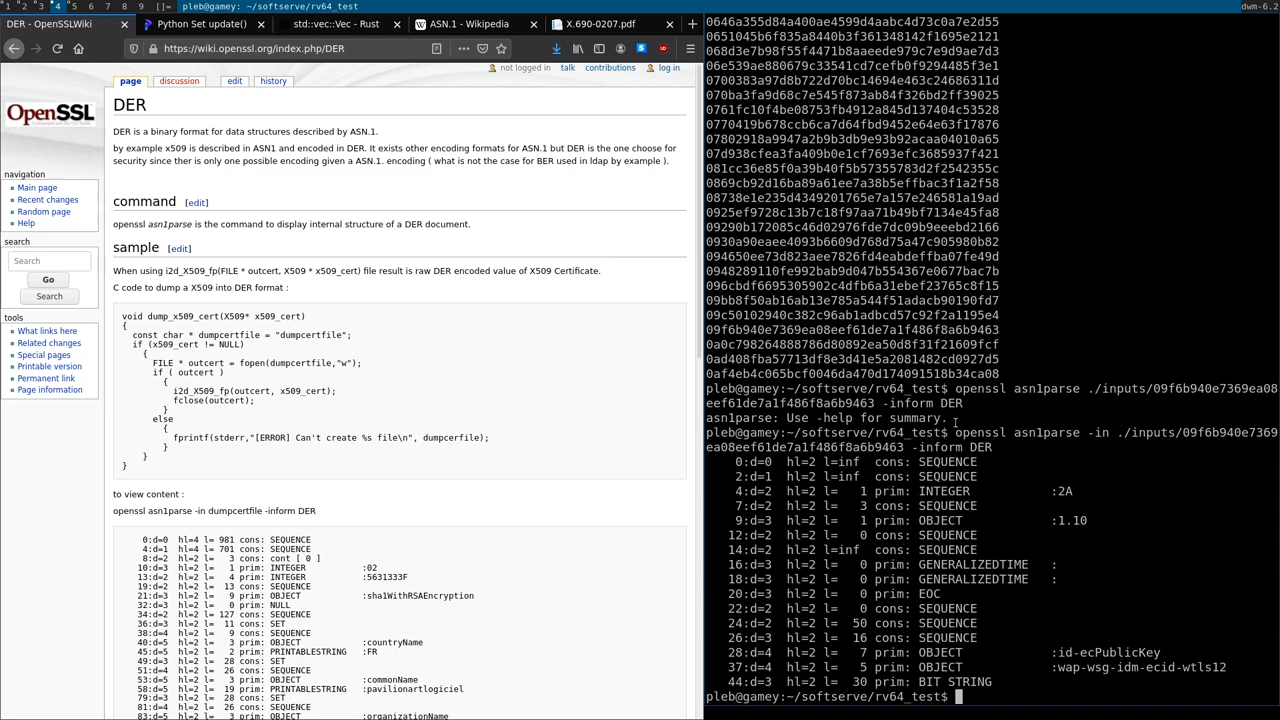 1 2 3 4 5 6 7 8 9 []= pleb@gamey: ~/softserve/rv64_test dwm-6.2
DER - OpenSSLWiki × Python Set update() × std::vec::Vec - Rust × ASN.1 - Wikipedia × X.690-0207.pdf ×
https://wiki.openssl.org/index.php/DER
not logged in talk contributions log in
page discussion edit history
OpenSSL
DER
DER is a binary format for data structures described by ASN.1.
by example x509 is described in ASN1 and encoded in DER. It exists other encoding formats for ASN.1 but DER is the one choose for
security since ther is only one possible encoding given a ASN.1. encoding ( what is not the case for BER used in ldap by example ).
navigation
Main page
Recent changes
Random page
Help
search
Search
Go
Search
tools
What links here
Related changes
Special pages
Printable version
Permanent link
Page information
command [edit]
openssl asn1parse is the command to display internal structure of a DER document.
sample [edit]
When using i2d_X509_fp(FILE * outcert, X509 * x509_cert) file result is raw DER encoded value of X509 Certificate.
C code to dump a X509 into DER format :
void dump_x509_cert(X509* x509_cert)
{
const char * dumpcertfile = "dumpcertfile";
if (x509_cert != NULL)
{
FILE * outcert = fopen(dumpcertfile,"w");
if ( outcert )
{
i2d_X509_fp(outcert, x509_cert);
fclose(outcert);
}
else
{
fprintf(stderr,"[ERROR] Can't create %s file\n", dumpcertfile);
}
}
}
to view content :
openssl asn1parse -in dumpcertfile -inform DER
0:d=0 hl=4 l= 981 cons: SEQUENCE
4:d=1 hl=4 l= 701 cons: SEQUENCE
8:d=2 hl=2 l= 3 cons: cont [ 0 ]
10:d=3 hl=2 l= 1 prim: INTEGER :02
13:d=2 hl=2 l= 4 prim: INTEGER :5631333F
19:d=2 hl=2 l= 13 cons: SEQUENCE
21:d=3 hl=2 l= 9 prim: OBJECT :sha1WithRSAEncryption
32:d=3 hl=2 l= 0 prim: NULL
34:d=2 hl=2 l= 127 cons: SEQUENCE
36:d=3 hl=2 l= 11 cons: SET
38:d=4 hl=2 l= 9 cons: SEQUENCE
40:d=5 hl=2 l= 3 prim: OBJECT :countryName
45:d=5 hl=2 l= 2 prim: PRINTABLESTRING :FR
49:d=3 hl=2 l= 28 cons: SET
51:d=4 hl=2 l= 26 cons: SEQUENCE
53:d=5 hl=2 l= 3 prim: OBJECT :commonName
58:d=5 hl=2 l= 19 prim: PRINTABLESTRING :pavilionartlogiciel
79:d=3 hl=2 l= 28 cons: SET
81:d=4 hl=2 l= 26 cons: SEQUENCE
83:d=5 hl=2 l= 3 prim: OBJECT :organizationName
0646a355d84a400ae4599d4aabc4d73c0a7e2d55
0651045b6f835a8440b3f361348142f1695e2121
068d3e7b98f55f4471b8aaeede979c7e9d9ae7d3
06e539ae880679c33541cd7cefb0f9294485f3e1
0700383a97d8b722d70bc14694e463c24686311d
070ba3fa9d68c7e545f873ab84f326bd2ff39025
0761fc10f4be08753fb4912a845d137404c53528
0770419b678ccb6ca7d64fbd9452e64e63f17876
07802918a9947a2b9b3db9e93b92acaa04010a65
07d938cfea3fa409b0e1cf7693efc3685937f421
081cc36e85f0a39b40f5b57355783d2f2542355c
0869cb92d16ba89a61ee7a38b5effbac3f1a2f58
08738e1e235d4349201765e7a157e246581a19ad
0925ef9728c13b7c18f97aa71b49bf7134e45fa8
09290b172065c46d02976fde7dc09b9eeebd2166
0930a90eaee4093b6609d768d75a47c905980b82
094650ee73d823aee7826fd4eabdeffba07fe49d
0948289110fe992bab9d047b554367e0677bac7b
096cbdf6695305902c4dfb6a31ebef23765c8f15
09bb8f50ab16ab13e785a544f51adacb90190fd7
09c50102940c382c96ab1adbcd57c92f2a1195e4
09f6b940e7369ea08eef61de7a1f486f8a6b9463
0a0c798264888786d80892ea50d8f31f21609fcf
0ad408fba57713df8e3d41e5a2081482cd0927d5
0af4eb4c065bcf0046da470d174091518b34ca08
pleb@gamey:~/softserve/rv64_test$ openssl asn1parse ./inputs/09f6b940e7369ea08
eef61de7a1f486f8a6b9463 -inform DER
asn1parse: Use -help for summary.
pleb@gamey:~/softserve/rv64_test$ openssl asn1parse -in ./inputs/09f6b940e7369
ea08eef61de7a1f486f8a6b9463 -inform DER
0:d=0 hl=2 l=inf cons: SEQUENCE
2:d=1 hl=2 l=inf cons: SEQUENCE
4:d=2 hl=2 l= 1 prim: INTEGER :2A
7:d=2 hl=2 l= 3 cons: SEQUENCE
9:d=3 hl=2 l= 1 prim: OBJECT :1.10
12:d=2 hl=2 l= 0 cons: SEQUENCE
14:d=2 hl=2 l=inf cons: SEQUENCE
16:d=3 hl=2 l= 0 prim: GENERALIZEDTIME :
18:d=3 hl=2 l= 0 prim: GENERALIZEDTIME :
20:d=3 hl=2 l= 0 prim: EOC
22:d=2 hl=2 l= 0 cons: SEQUENCE
24:d=2 hl=2 l= 50 cons: SEQUENCE
26:d=3 hl=2 l= 16 cons: SEQUENCE
28:d=4 hl=2 l= 7 prim: OBJECT :id-ecPublicKey
37:d=4 hl=2 l= 5 prim: OBJECT :wap-wsg-idm-ecid-wtls12
44:d=3 hl=2 l= 30 prim: BIT STRING
pleb@gamey:~/softserve/rv64_test$